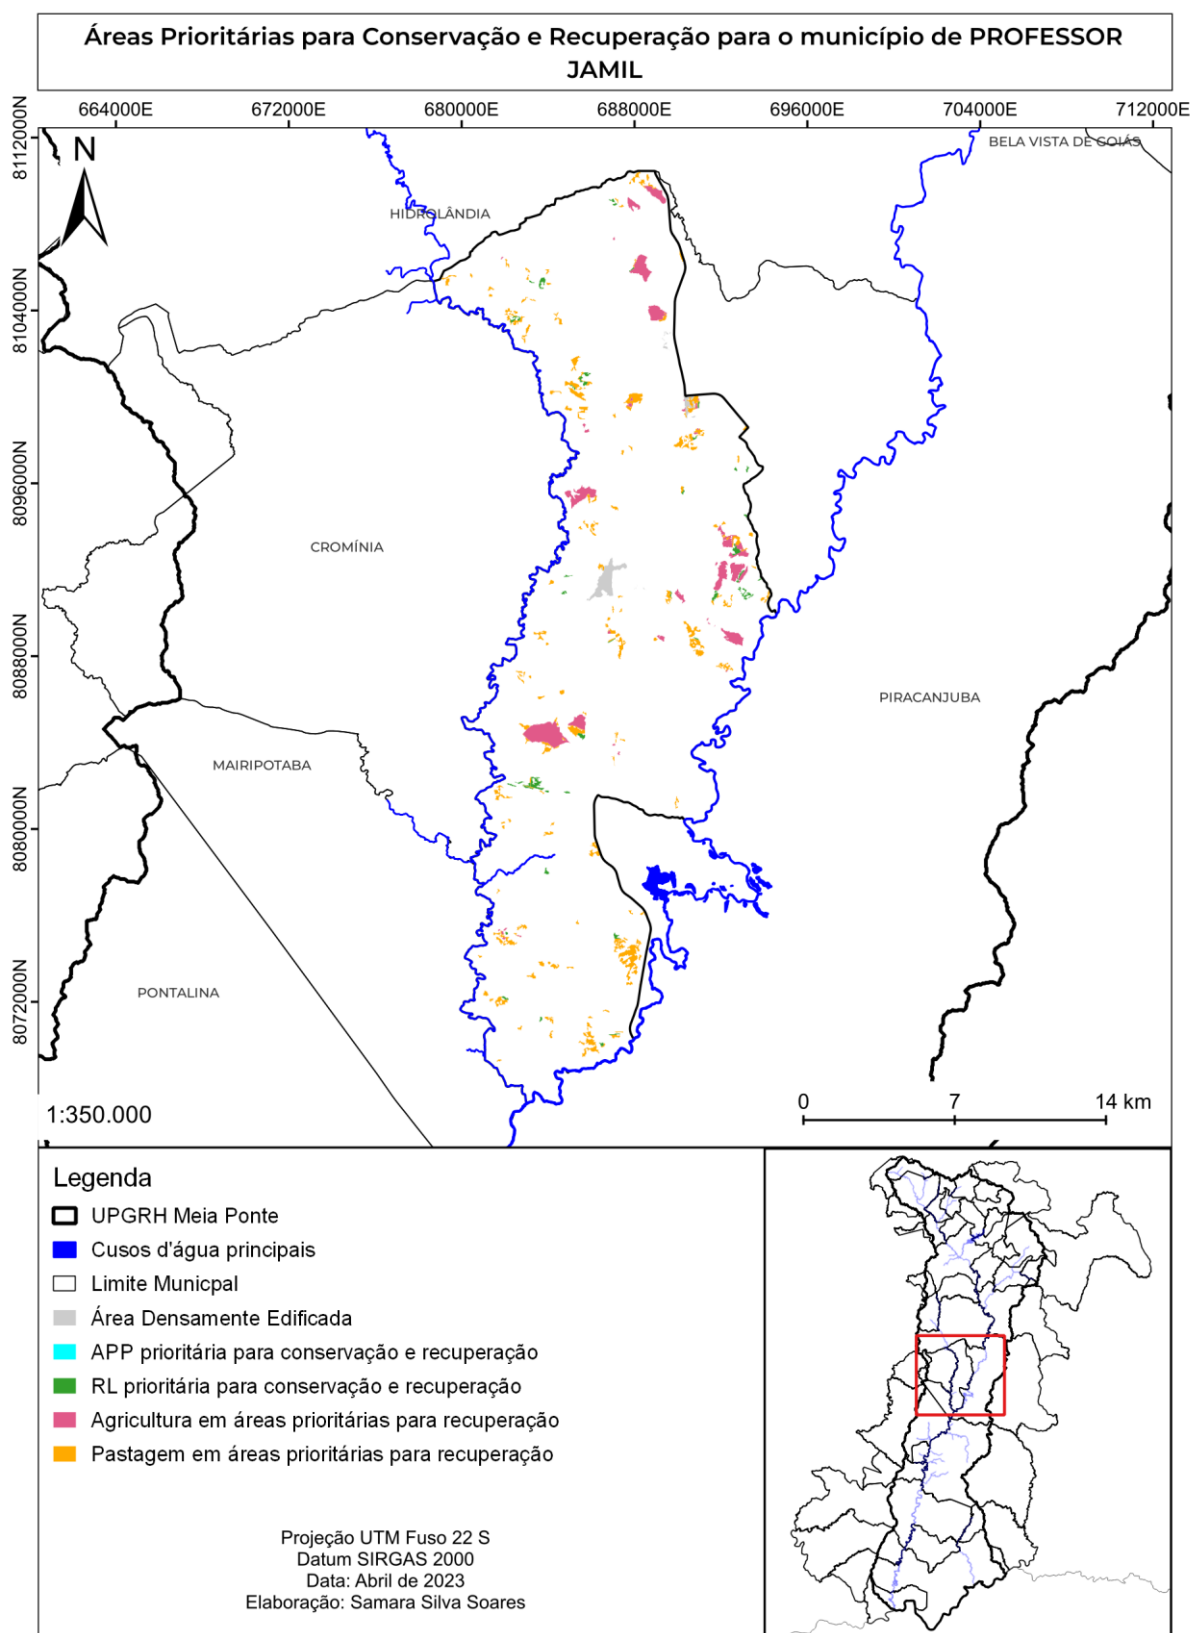 Áreas Prioritárias para Conservação e Recuperação para o município de PROFESSOR
JAMIL
664000E 672000E 680000E 688000E 696000E 704000E 712000E
8112000N
8104000N
8096000N
8088000N
8080000N
8072000N
N
BELA VISTA DE GOIÁS
HIDROLÂNDIA
CROMÍNIA
PIRACANJUBA
MAIRIPOTABA
PONTALINA
1:350.000
0 7 14 km
Legenda
UPGRH Meia Ponte
Cusos d'água principais
Limite Municpal
Área Densamente Edificada
APP prioritária para conservação e recuperação
RL prioritária para conservação e recuperação
Agricultura em áreas prioritárias para recuperação
Pastagem em áreas prioritárias para recuperação
Projeção UTM Fuso 22 S
Datum SIRGAS 2000
Data: Abril de 2023
Elaboração: Samara Silva Soares